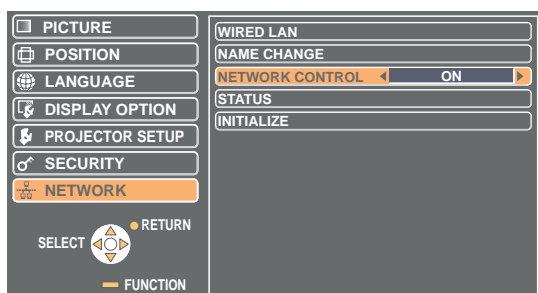 PICTURE
POSITION
LANGUAGE
DISPLAY OPTION
PROJECTOR SETUP
SECURITY
NETWORK
RETURN
SELECT
FUNCTION
WIRED LAN
NAME CHANGE
NETWORK CONTROL ON
STATUS
INITIALIZE